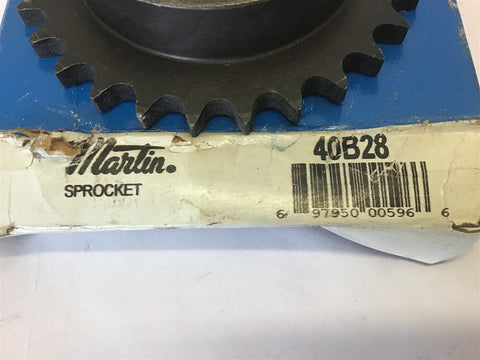 Martin.
SPROCKET
40B28
6 97950 00596 6